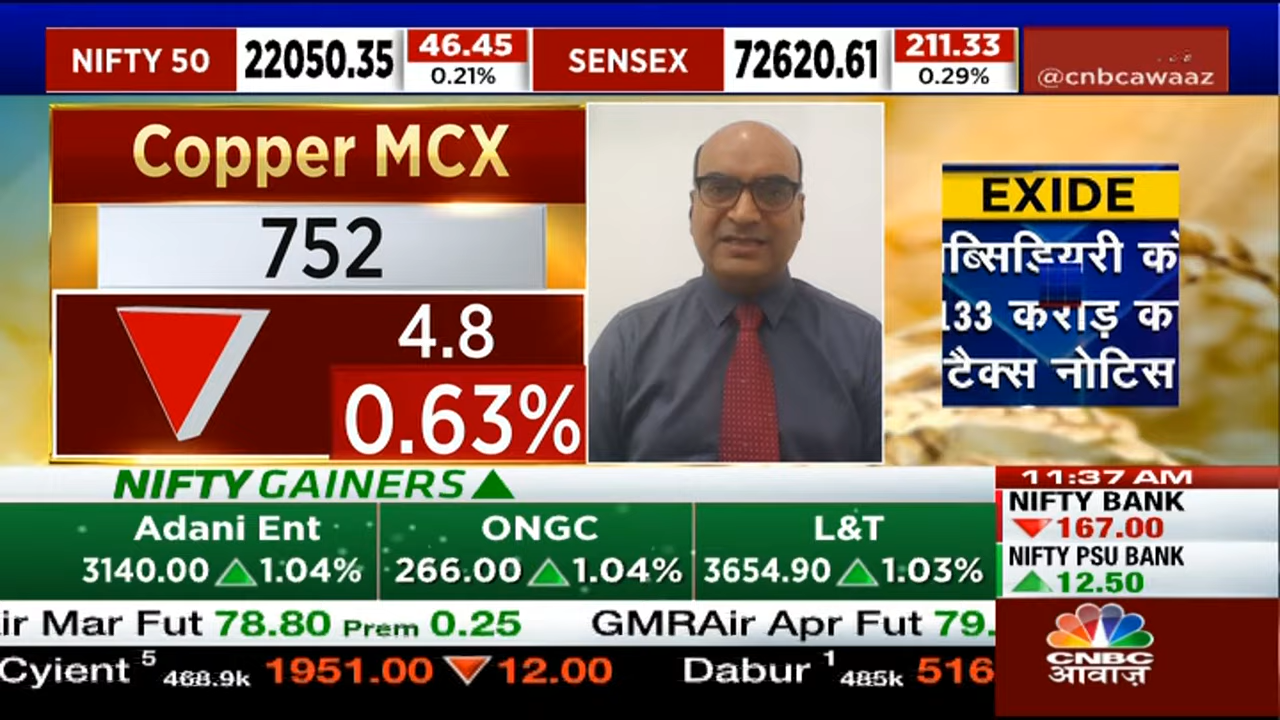 NIFTY 50 22050.35 46.45 0.21% SENSEX 72620.61 211.33 0.29% @cnbcawaaz
Copper MCX
752
4.8
0.63%
EXIDE
133
टैक्स नोटिस
NIFTY GAINERS
Adani Ent ONGC L&T
3140.00 1.04% 266.00 1.04% 3654.90 1.03%
11:37 AM
NIFTY BANK
167.00
NIFTY PSU BANK
12.50
Mar Fut 78.80 Prem 0.25 GMRAir Apr Fut 79.
Cyient 5 468.9k 1951.00 12.00 Dabur 1 485k 516
CNBC
आवाज़